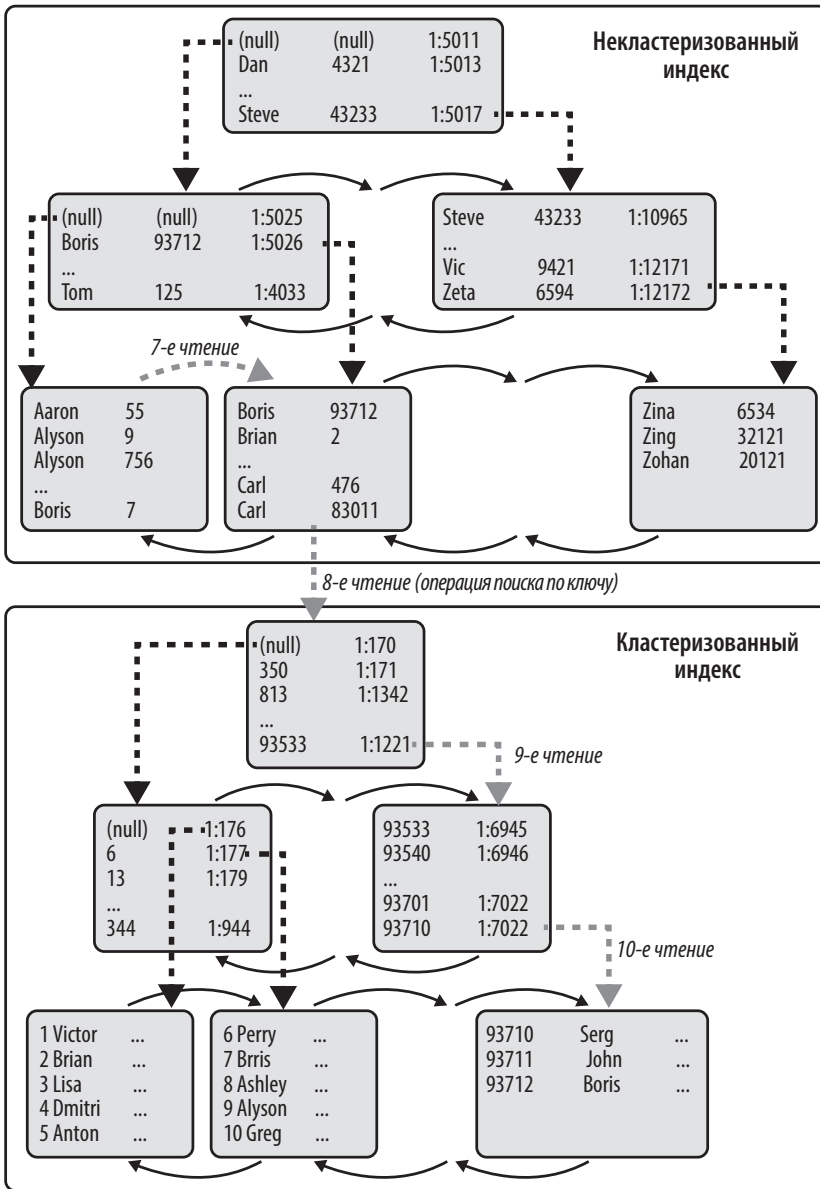 Некластеризованный
индекс
(null) (null) 1:5011
Dan 4321 1:5013
...
Steve 43233 1:5017
(null) (null) 1:5025
Boris 93712 1:5026
...
Tom 125 1:4033
Steve 43233 1:10965
...
Vic 9421 1:12171
Zeta 6594 1:12172
7-е чтение
Aaron 55
Alyson 9
Alyson 756
...
Boris 7
Boris 93712
Brian 2
...
Carl 476
Carl 83011
Zina 6534
Zing 32121
Zohan 20121
8-е чтение (операция поиска по ключу)
Кластеризованный
индекс
(null) 1:170
350 1:171
813 1:1342
...
93533 1:1221
9-е чтение
(null) 1:176
6 1:177
13 1:179
...
344 1:944
93533 1:6945
93540 1:6946
...
93701 1:7022
93710 1:7022
10-е чтение
1 Victor ...
2 Brian ...
3 Lisa ...
4 Dmitri ...
5 Anton ...
6 Perry ...
7 Brris ...
8 Ashley ...
9 Alyson ...
10 Greg ...
93710 Serg ...
93711 John ...
93712 Boris ...